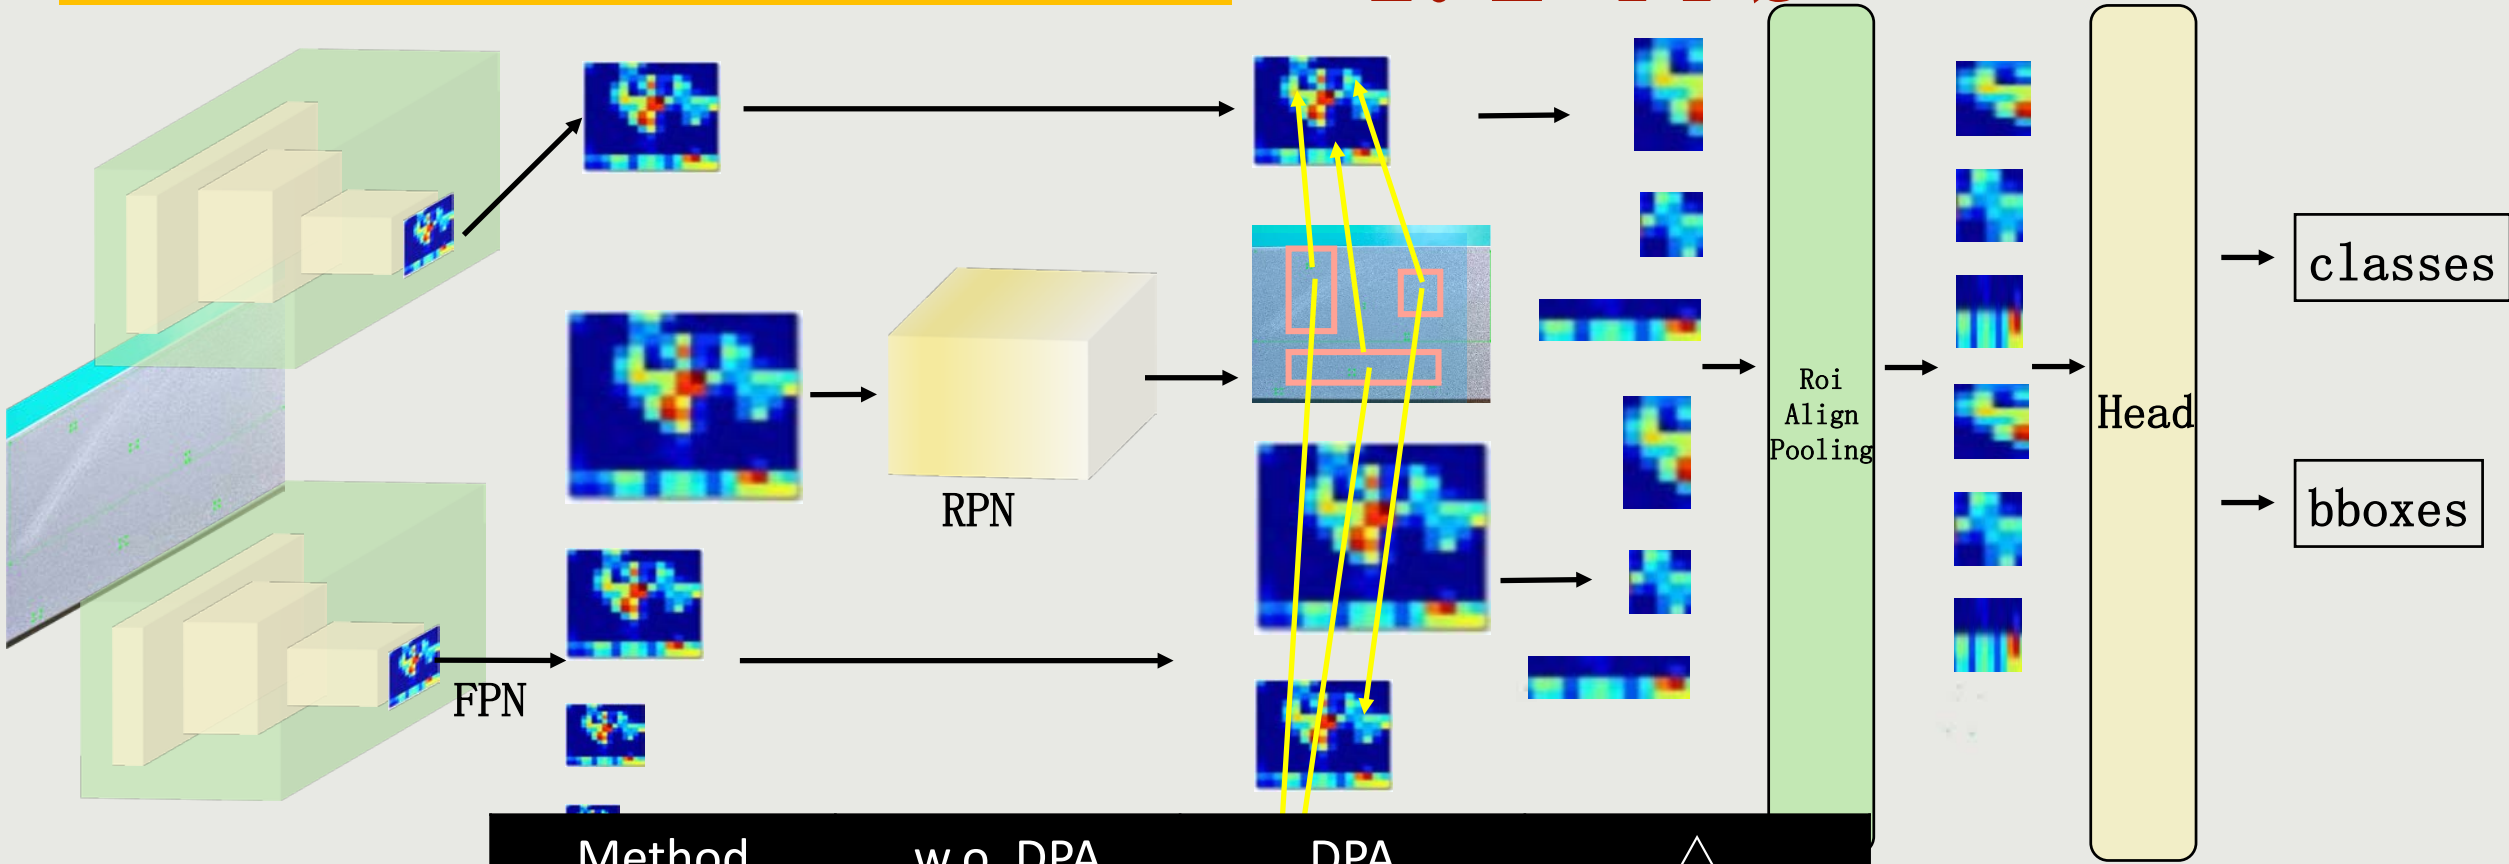 classes
Roi
Align
Pooling
Head
RPN
bboxes
FPN
Method w.o. DPA DPA △